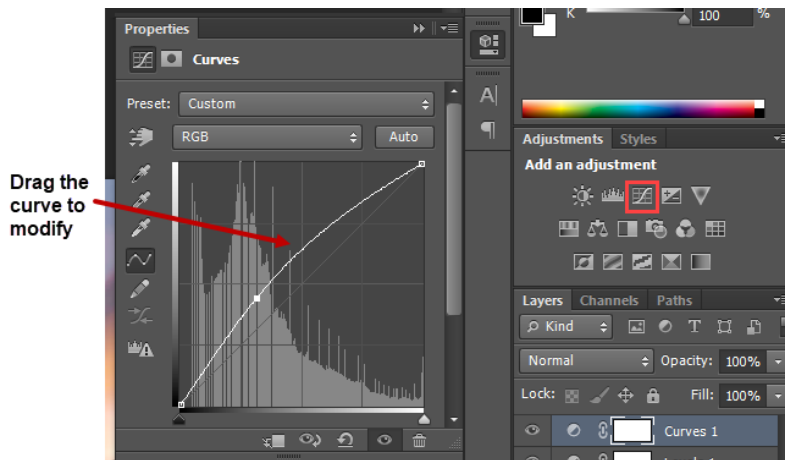 Properties
Curves
Preset: Custom
RGB
Auto
Drag the
curve to
modify
K 100 %
A
Adjustments Styles
Add an adjustment
Layers Channels Paths
Kind
T
Normal Opacity: 100%
Lock: Fill: 100%
Curves 1